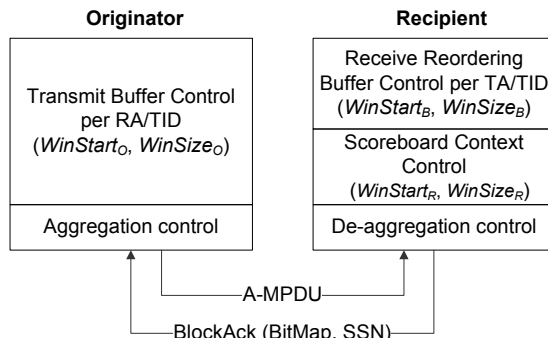 Originator
Transmit Buffer Control
per RA/TID
(WinStartO, WinSizeO)
Aggregation control
Recipient
Receive Reordering
Buffer Control per TA/TID
(WinStartB, WinSizeB)
Scoreboard Context
Control
(WinStartR, WinSizeR)
De-aggregation control
A-MPDU
BlockAck (BitMap, SSN)